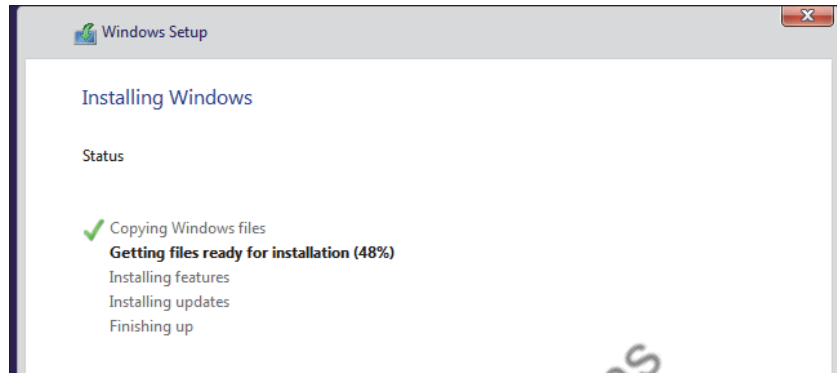 Windows Setup
Installing Windows
Status
Copying Windows files
Getting files ready for installation (48%)
Installing features
Installing updates
Finishing up